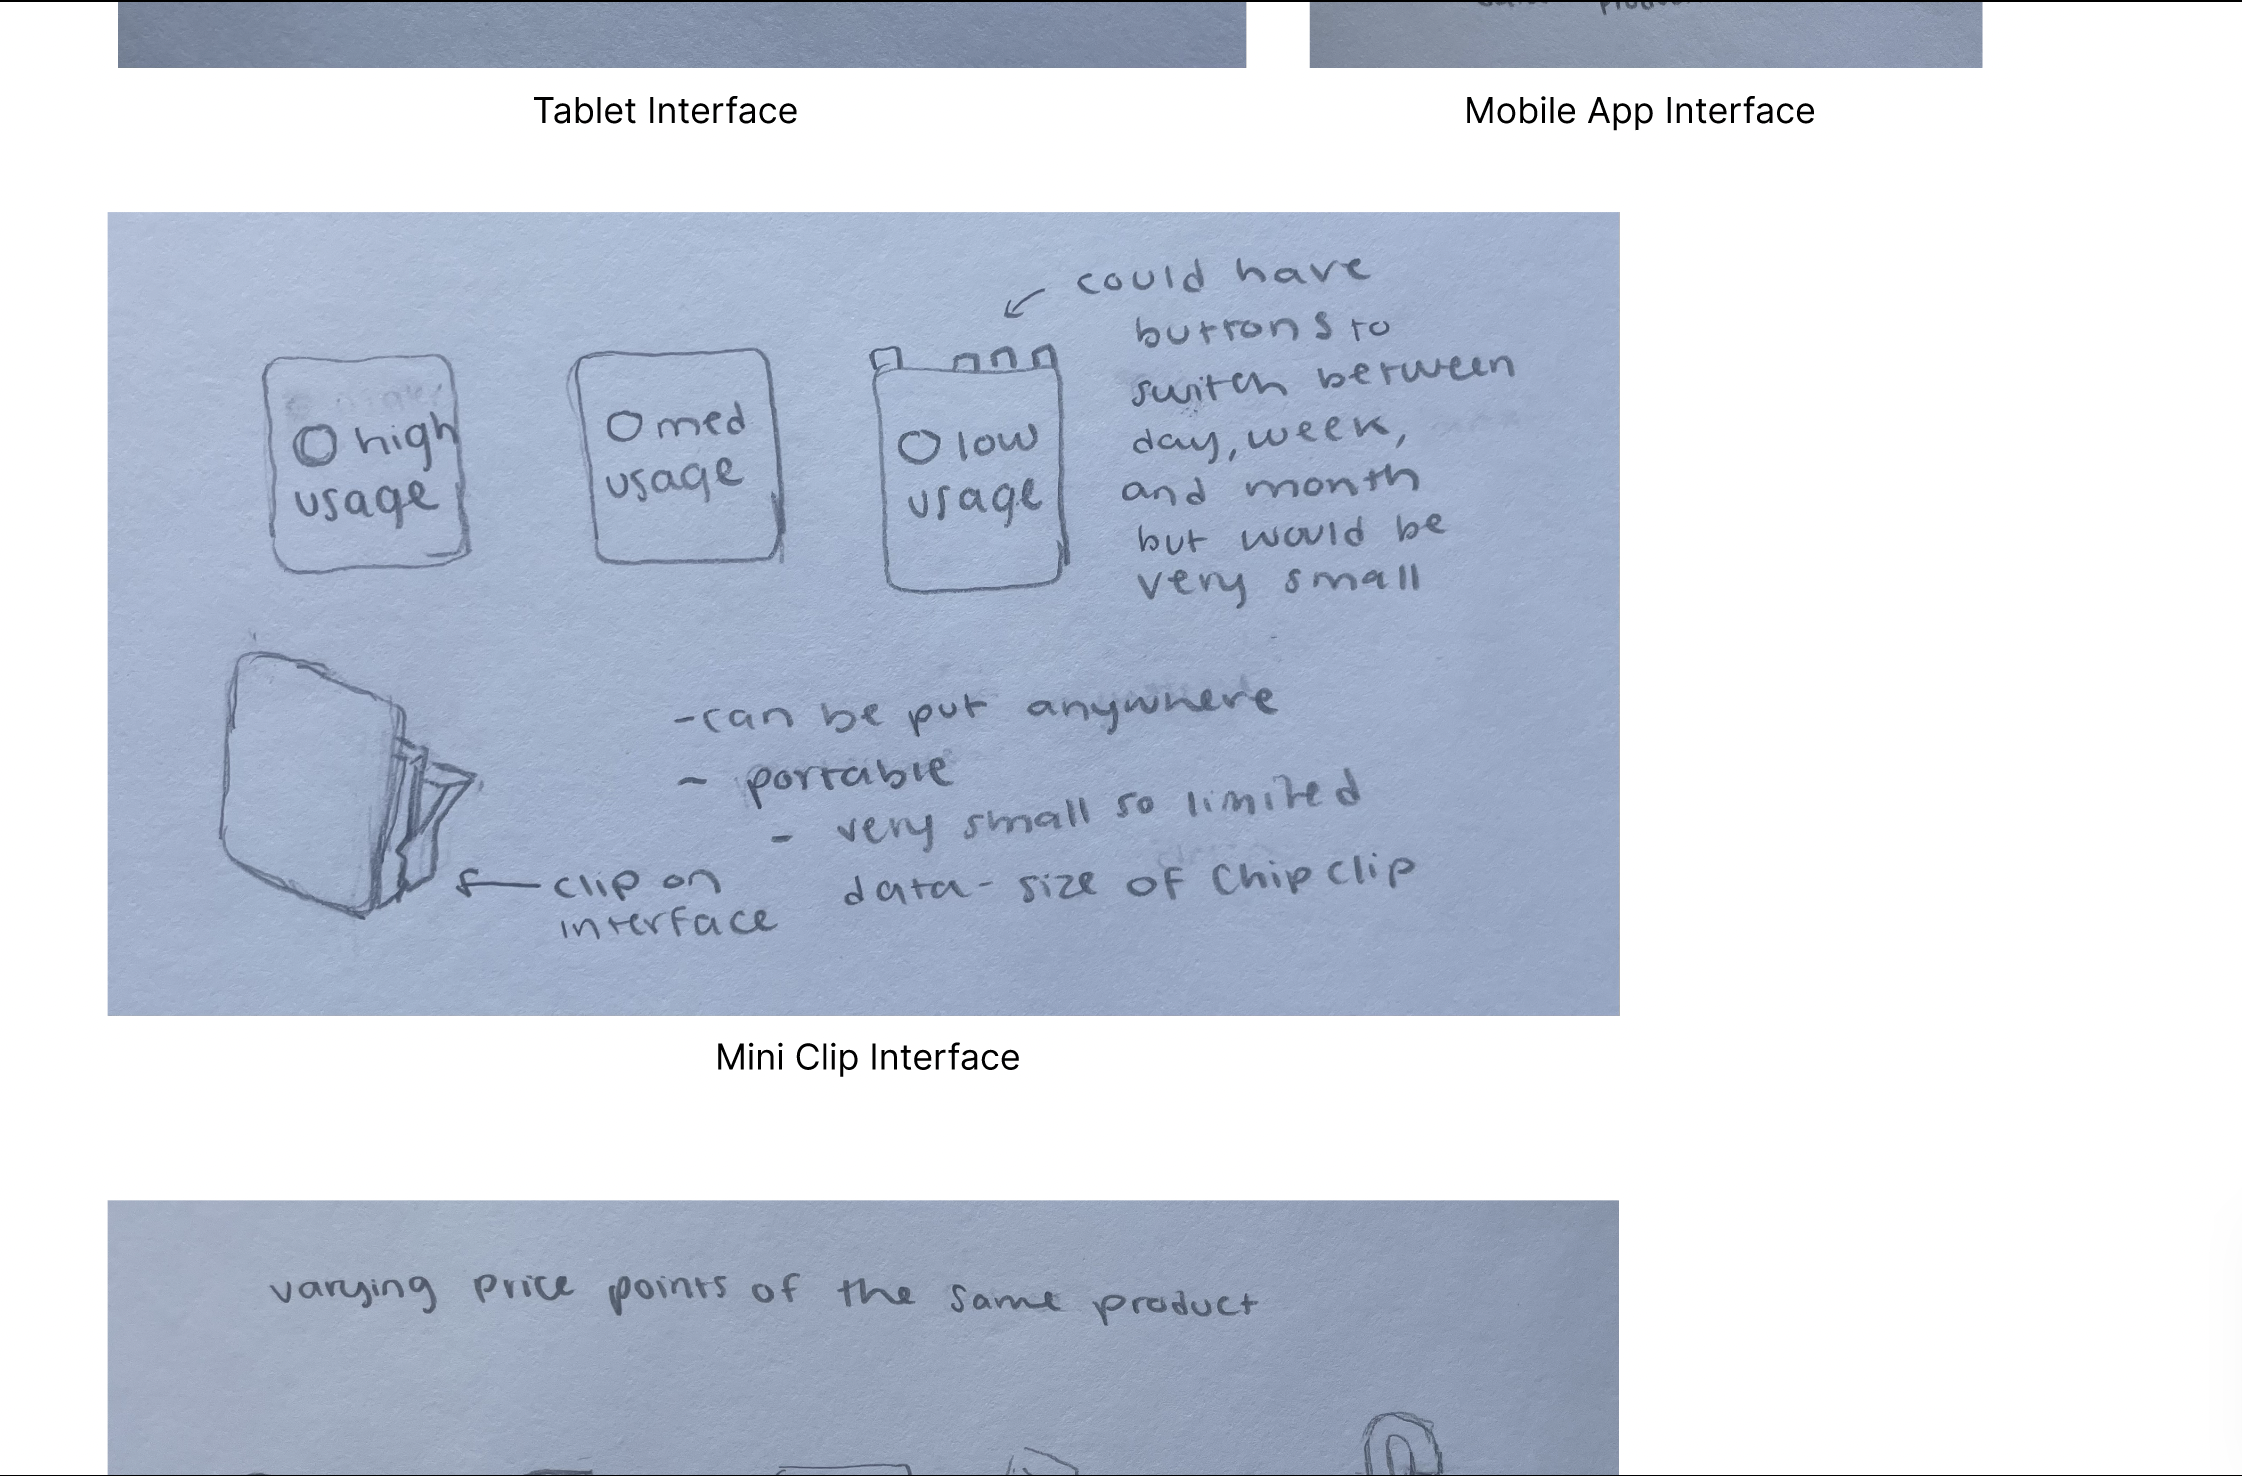 Tablet Interface
Mobile App Interface
could have
buttons to
switch between
day, week,
and month
but would be
very small
O high
usage
O med
usage
O low
usage
-can be put anywhere
- portable
- very small so limited
data - size of Chip clip
clip on
interface
Mini Clip Interface
varying price points of the same product